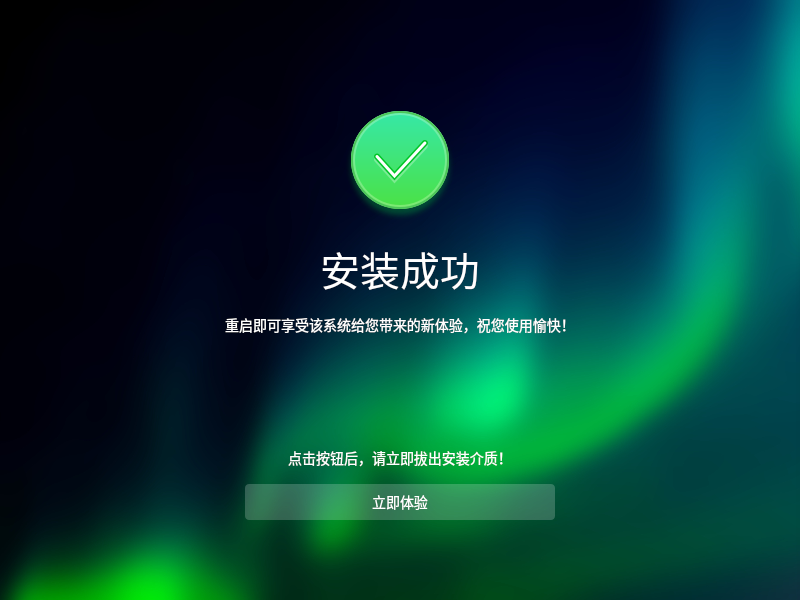 安装成功
重启即可享受该系统给您带来的新体验，祝您使用愉快！
点击按钮后，请立即拔出安装介质！
立即体验